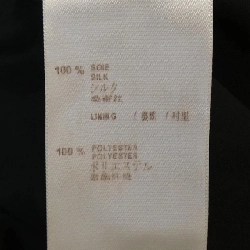 100 % SOIE
SILK
シルク
LINING / 裏地 / 衬里
100 % POLYESTER
POLYESTER
ポリエステル